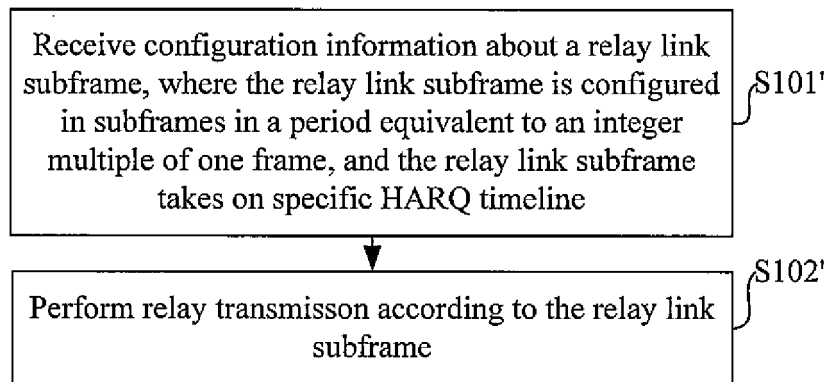 Receive configuration information about a relay link
subframe, where the relay link subframe is configured
in subframes in a period equivalent to an integer
multiple of one frame, and the relay link subframe
takes on specific HARQ timeline
S101'
Perform relay transmisson according to the relay link
subframe
S102'